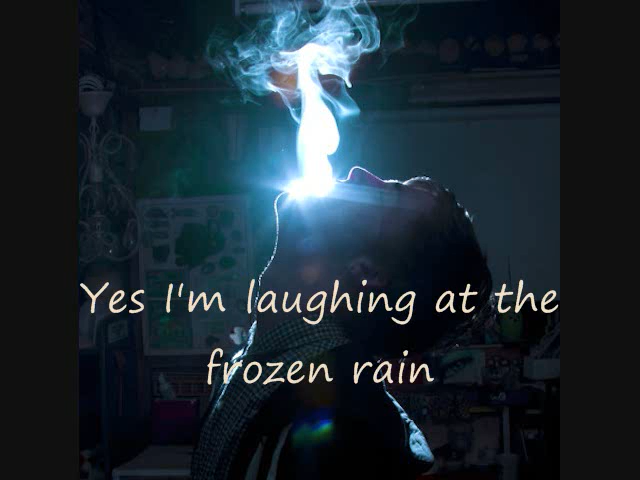 Yes I'm laughing at the
frozen rain